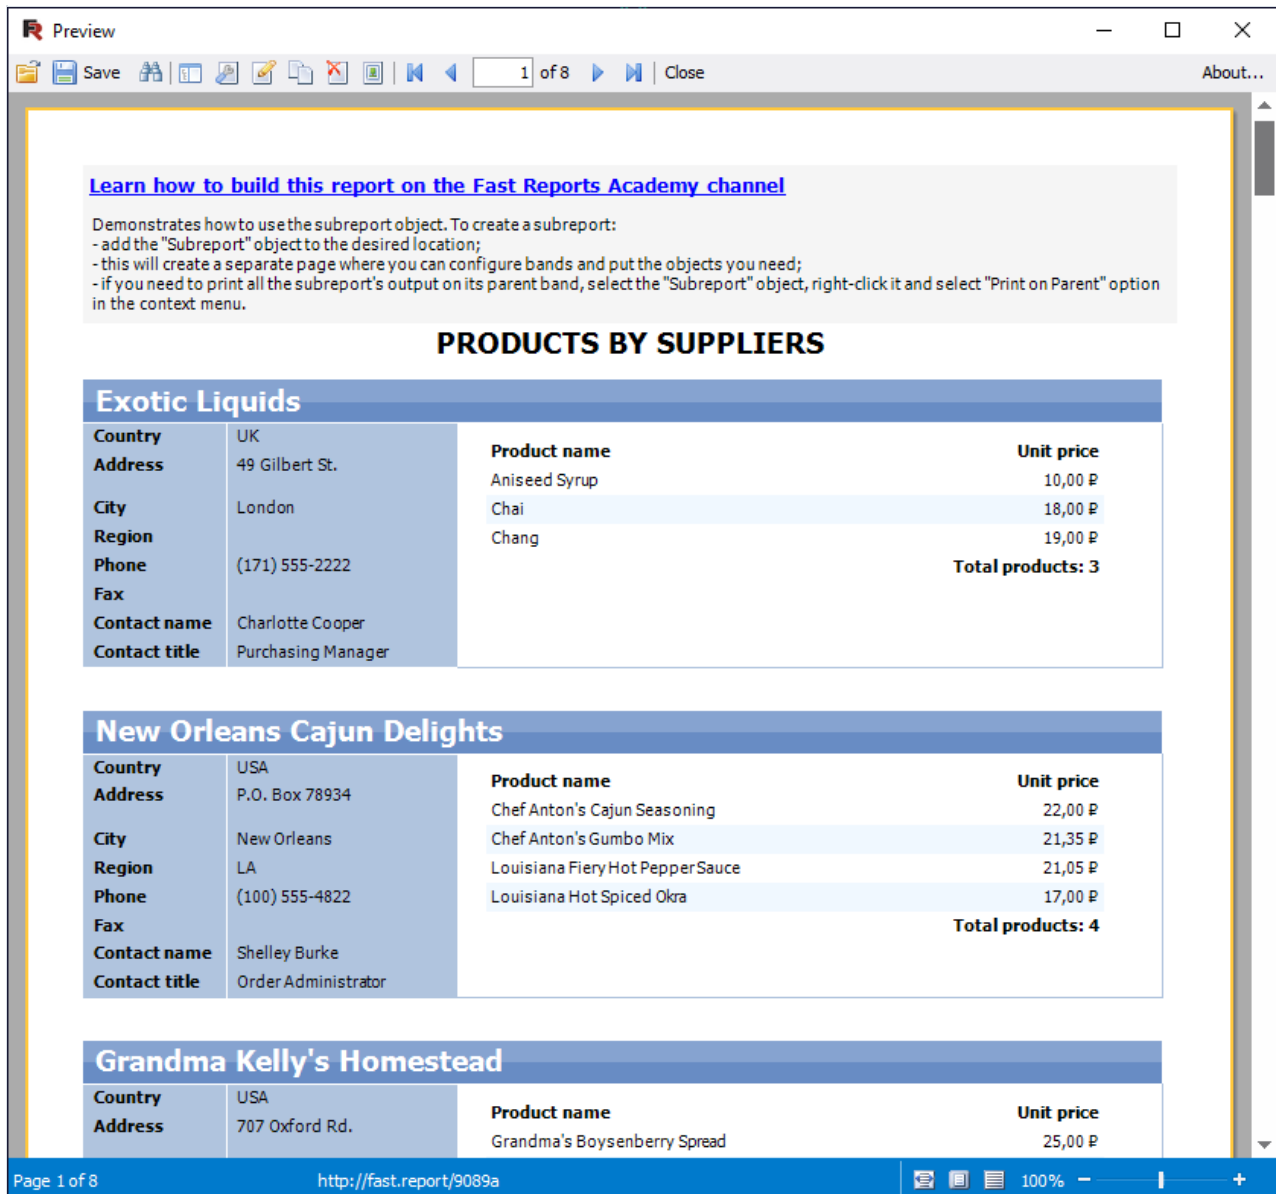 Preview
Save 1 of 8 Close About...
Learn how to build this report on the Fast Reports Academy channel
Demonstrates how to use the subreport object. To create a subreport:
- add the "Subreport" object to the desired location;
- this will create a separate page where you can configure bands and put the objects you need;
- if you need to print all the subreport's output on its parent band, select the "Subreport" object, right-click it and select "Print on Parent" option
in the context menu.
PRODUCTS BY SUPPLIERS
Exotic Liquids
Country UK
Address 49 Gilbert St.
City London
Region
Phone (171) 555-2222
Fax
Contact name Charlotte Cooper
Contact title Purchasing Manager
Product name Unit price
Aniseed Syrup 10,00 ₽
Chai 18,00 ₽
Chang 19,00 ₽
Total products: 3
New Orleans Cajun Delights
Country USA
Address P.O. Box 78934
City New Orleans
Region LA
Phone (100) 555-4822
Fax
Contact name Shelley Burke
Contact title Order Administrator
Product name Unit price
Chef Anton's Cajun Seasoning 22,00 ₽
Chef Anton's Gumbo Mix 21,35 ₽
Louisiana Fiery Hot Pepper Sauce 21,05 ₽
Louisiana Hot Spiced Okra 17,00 ₽
Total products: 4
Grandma Kelly's Homestead
Country USA
Address 707 Oxford Rd.
Product name Unit price
Grandma's Boysenberry Spread 25,00 ₽
Page 1 of 8 http://fast.report/9089a 100%